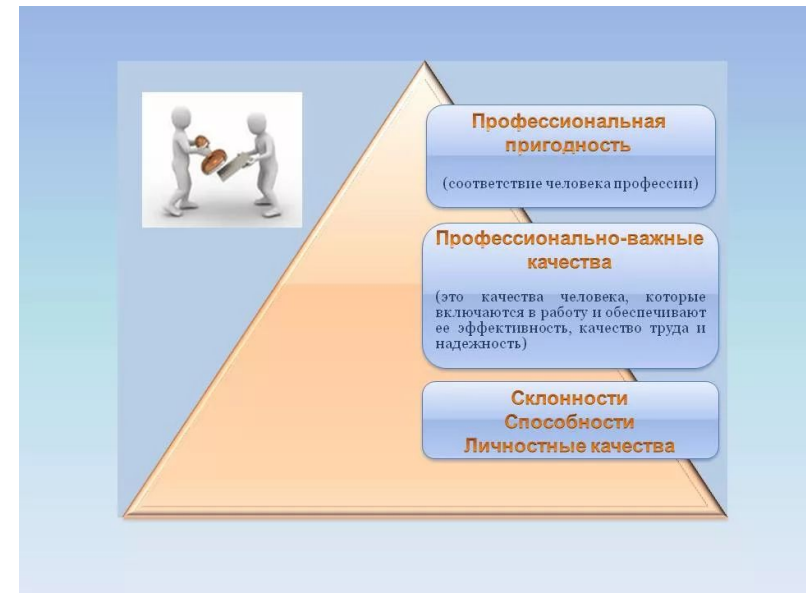 Профессиональная
пригодность
(соответствие человека профессии)
Профессионально-важные
качества
(это качества человека, которые
включаются в работу и обеспечивают
ее эффективность, качество труда и
надежность)
Склонности
Способности
Личностные качества